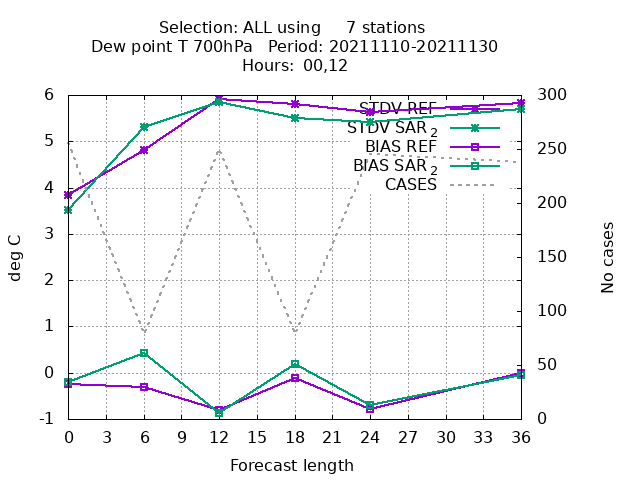 Selection: ALL using 7 stations
Dew point T 700hPa Period: 20211110-20211130
Hours: 00,12
6
5
4
3
2
1
0
-1
deg C
STDV REF
STDV SAR 2
BIAS REF
BIAS SAR 2
CASES
300
250
200
150
100
50
0
No cases
0 3 6 9 12 15 18 21 24 27 30 33 36
Forecast length